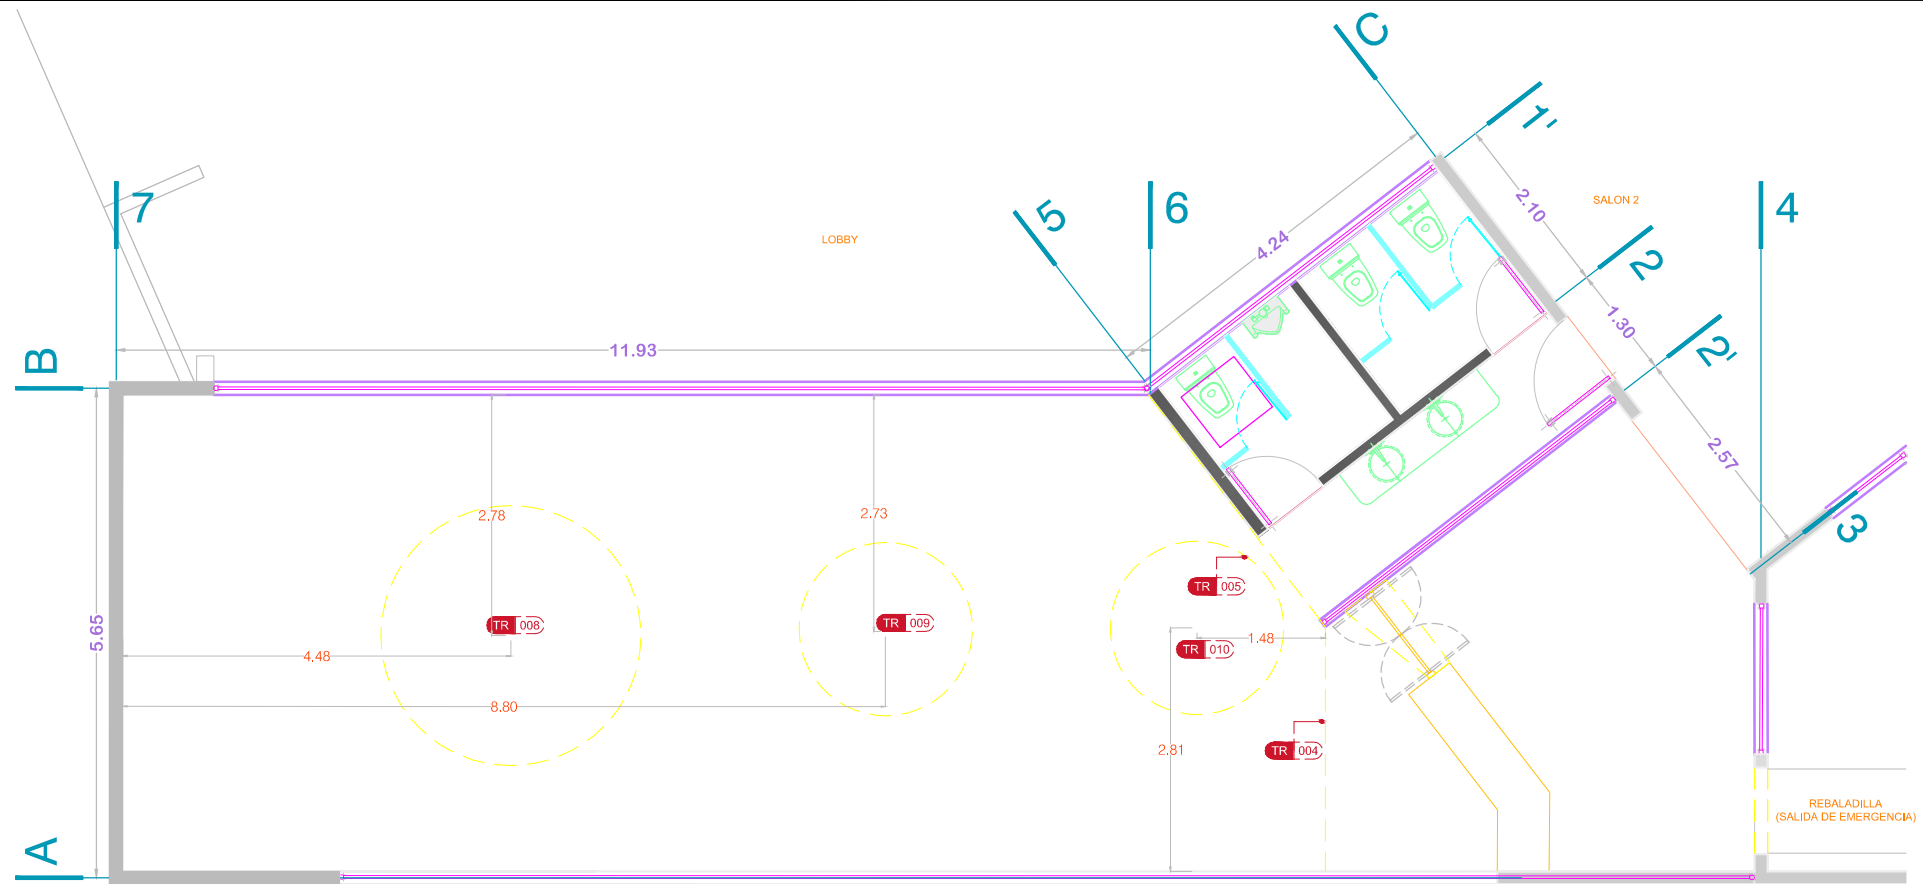 C
1'
2.10
SALON 2
7
5
6
4
LOBBY
4.24
2
1.30
2'
B
11.93
2.57
2.78
2.73
3
TR 005
5.65
TR 008
TR 009
1.48
TR 010
4.48
8.80
2.81
TR 004
REBALADILLA
(SALIDA DE EMERGENCIA)
A